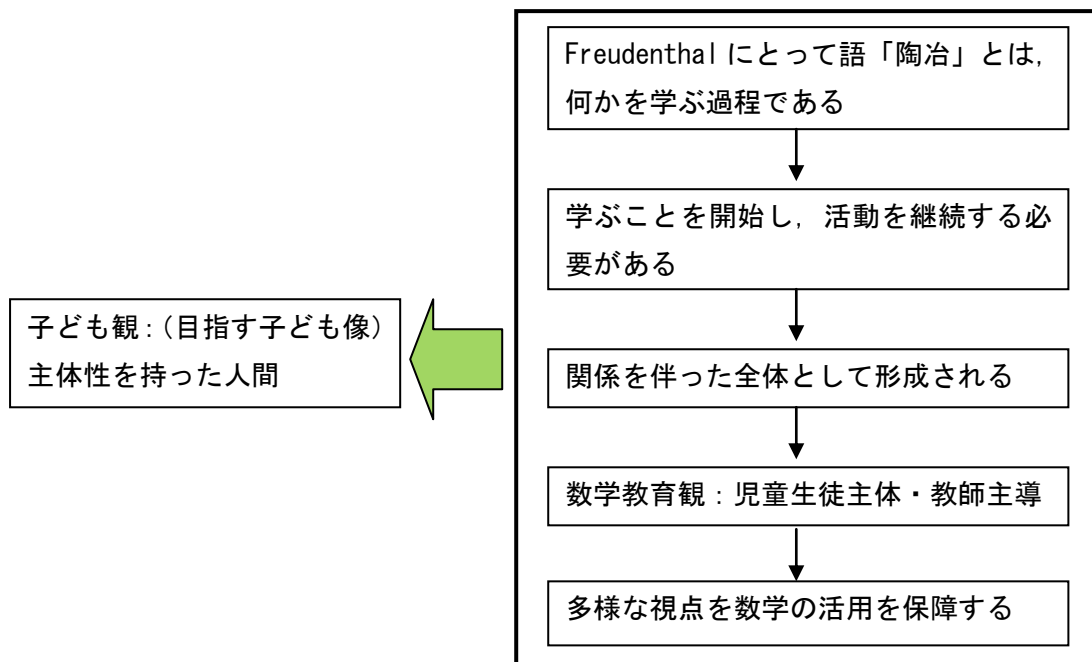 Freudenthal にとって語「陶冶」とは,
何かを学ぶ過程である
学ぶことを開始し, 活動を継続する必
要がある
子ども観:(目指す子ども像)
主体性を持った人間
関係を伴った全体として形成される
数学教育観:児童生徒主体・教師主導
多様な視点を数学の活用を保障する